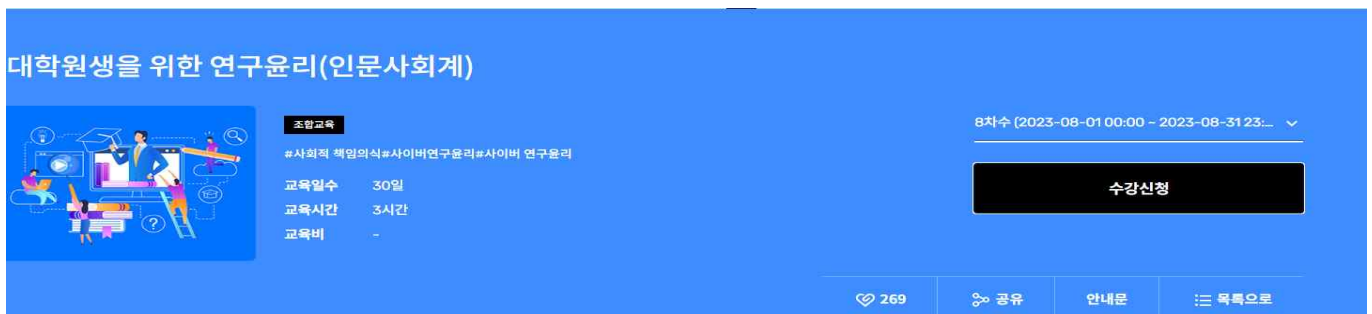 대학원생을 위한 연구윤리(인문사회계)
조합교육
#사회적 책임의식#사이버연구윤리#사이버 연구윤리
교육일수 30일
교육시간 3시간
교육비 -
8차수 (2023-08-01 00:00 ~ 2023-08-31 23:...
수강신청
269
공유
안내문
목록으로